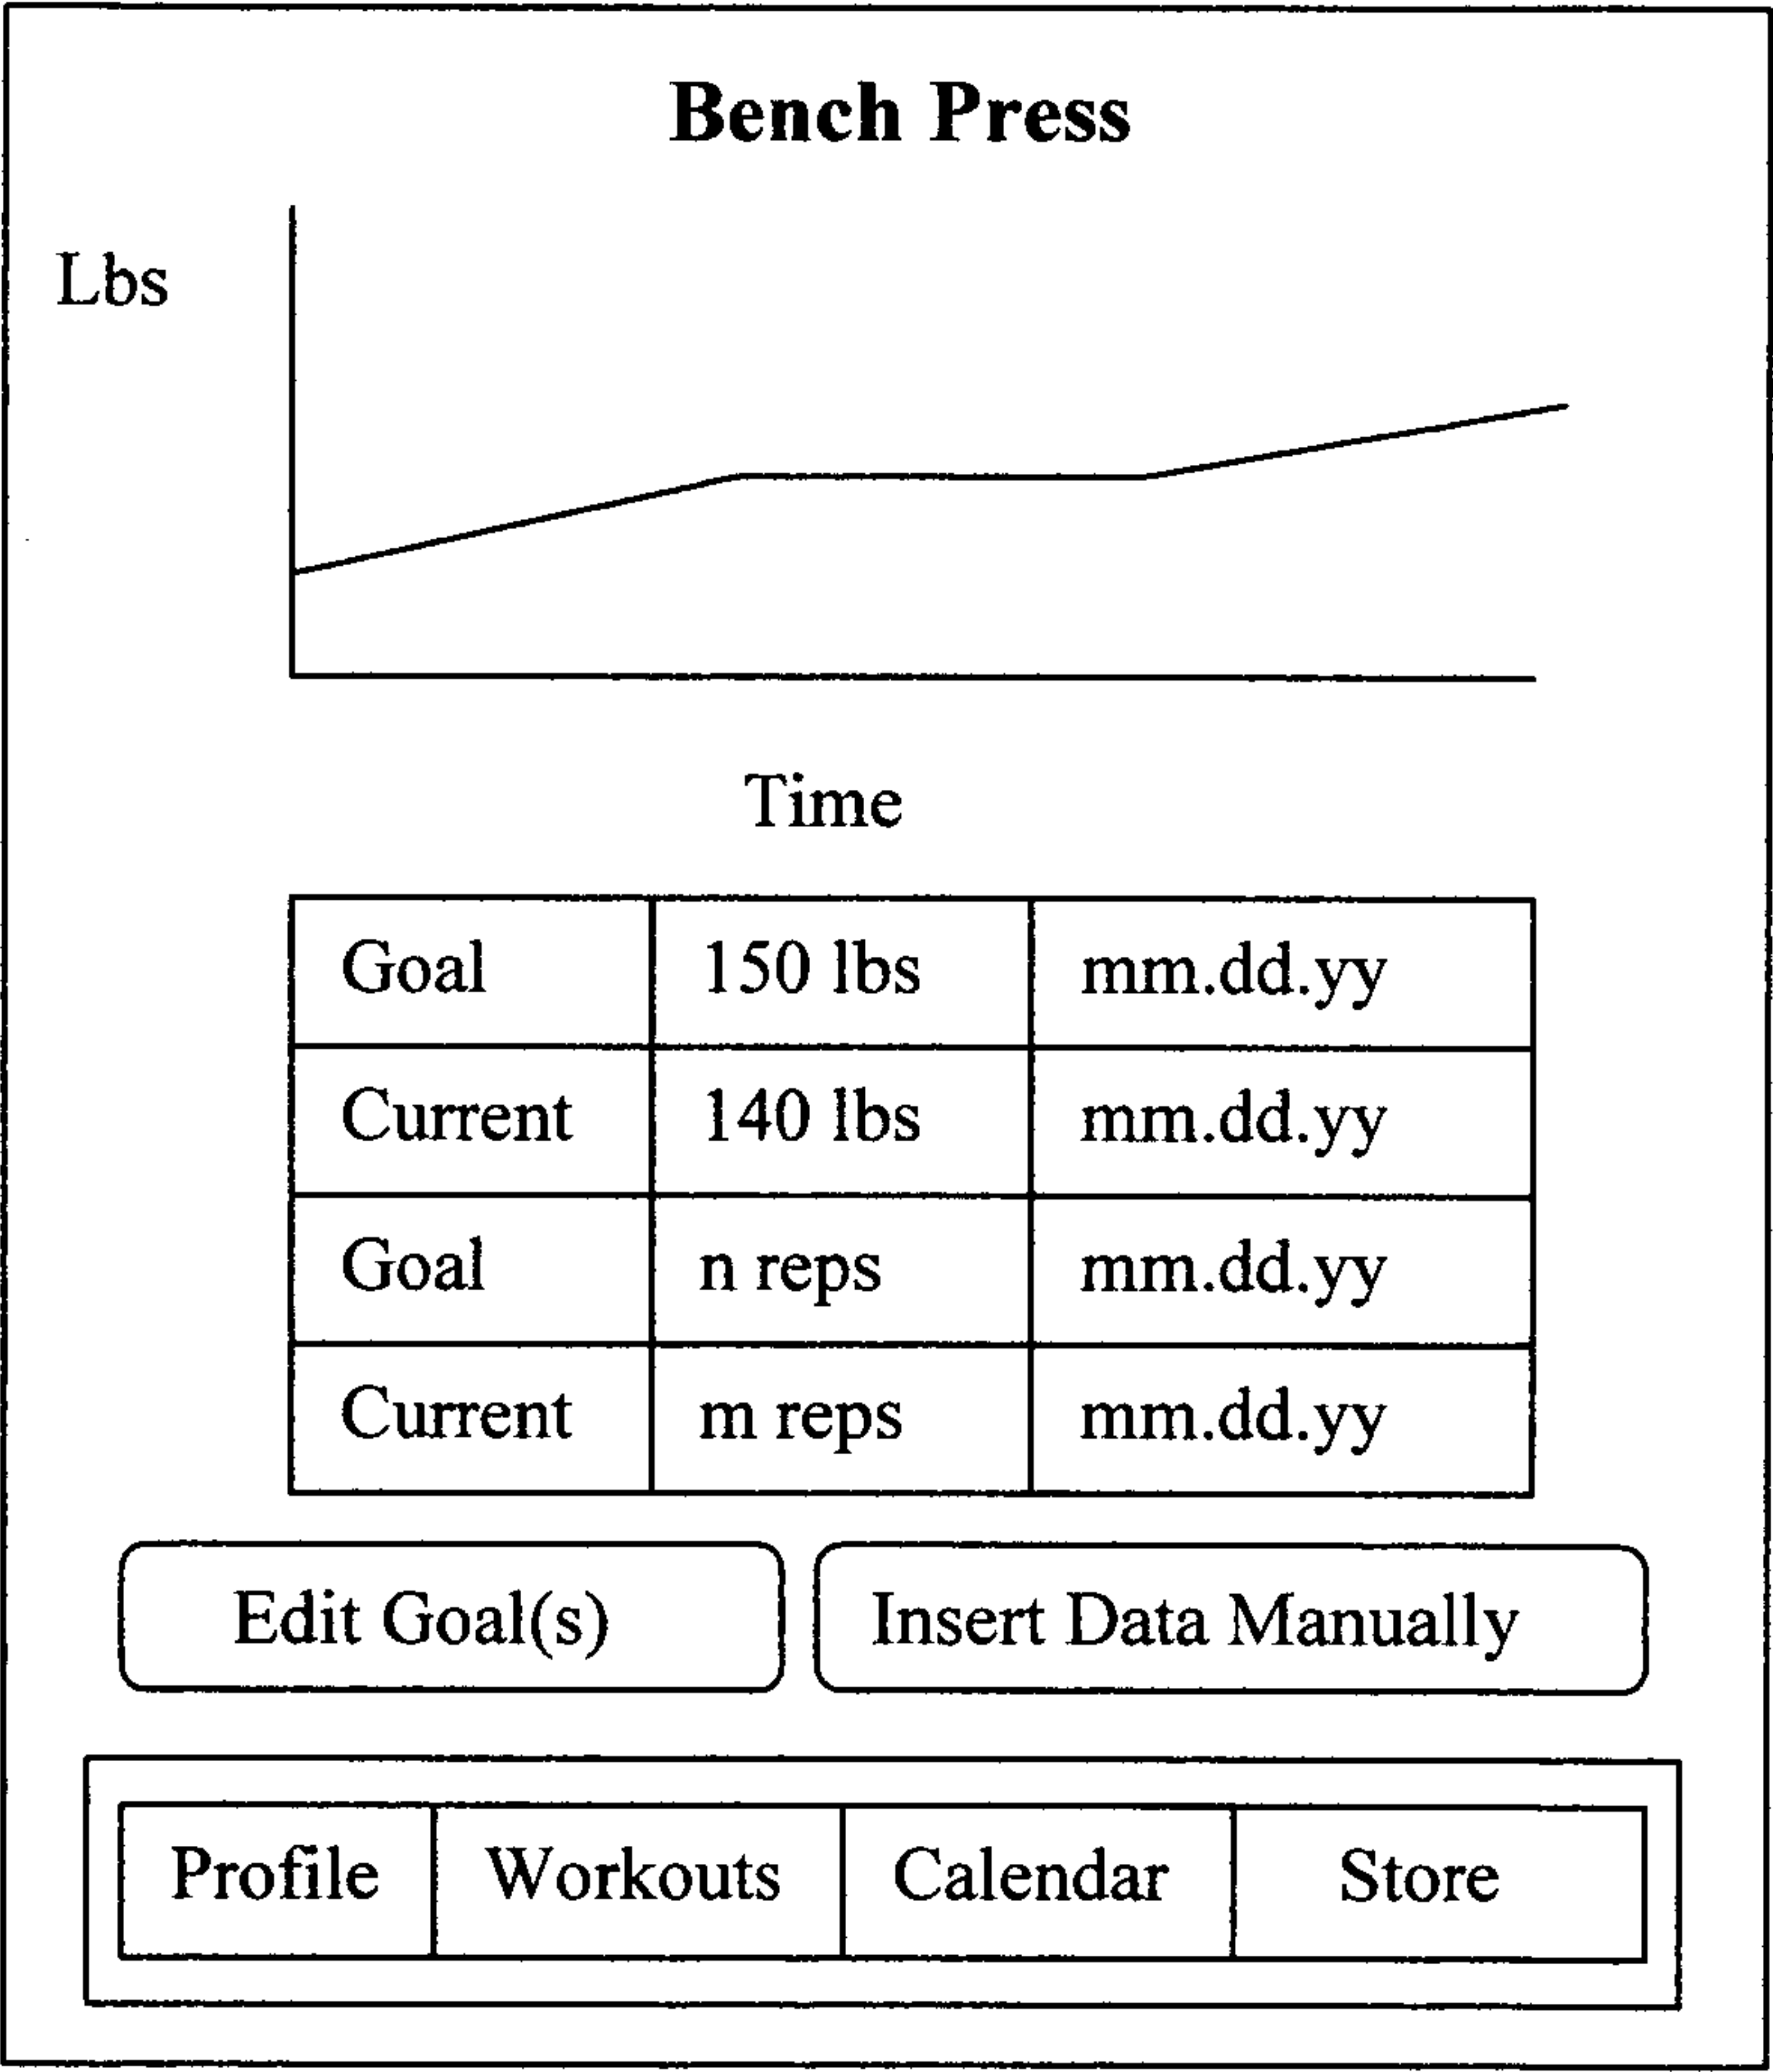 Bench Press
Lbs
Time
Goal 150 lbs mm.dd.yy
Current 140 lbs mm.dd.yy
Goal n reps mm.dd.yy
Current m reps mm.dd.yy
Edit Goal(s) Insert Data Manually
Profile Workouts Calendar Store